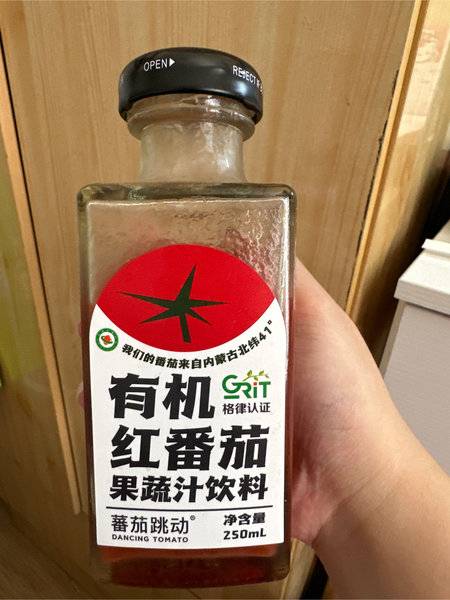 OPEN▶
REJECT
我们的番茄来自内蒙古北纬41°
有机
GRiT
格律认证
红番茄
果蔬汁饮料
蕃茄跳动®
DANCING TOMATO
净含量
250mL